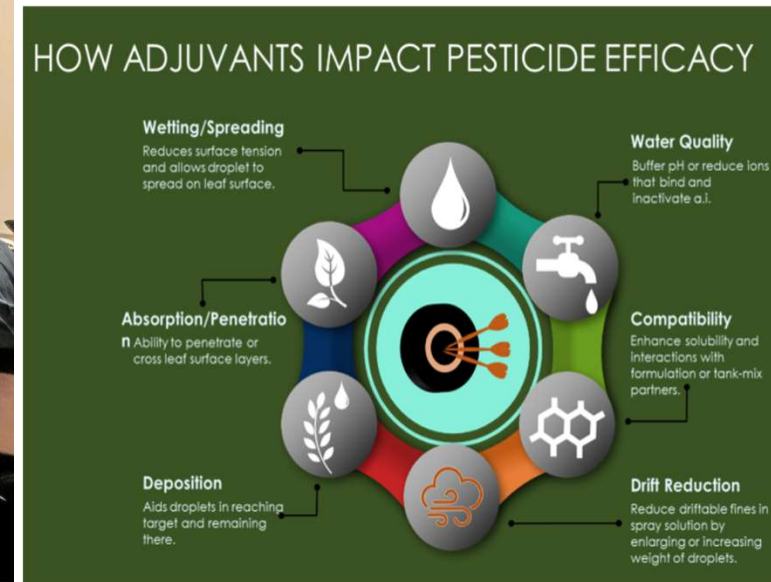 HOW ADJUVANTS IMPACT PESTICIDE EFFICACY
Wetting/Spreading
Reduces surface tension
and allows droplet to
spread on leaf surface.
Absorption/Penetratio
n Ability to penetrate or
cross leaf surface layers.
Deposition
Aids droplets in reaching
target and remaining
there.
Water Quality
Buffer pH or reduce ions
that bind and
inactivate a.i.
Compatibility
Enhance solubility and
interactions with
formulation or tank-mix
partners.
Drift Reduction
Reduce driftable fines in
spray solution by
enlarging or increasing
weight of droplets.